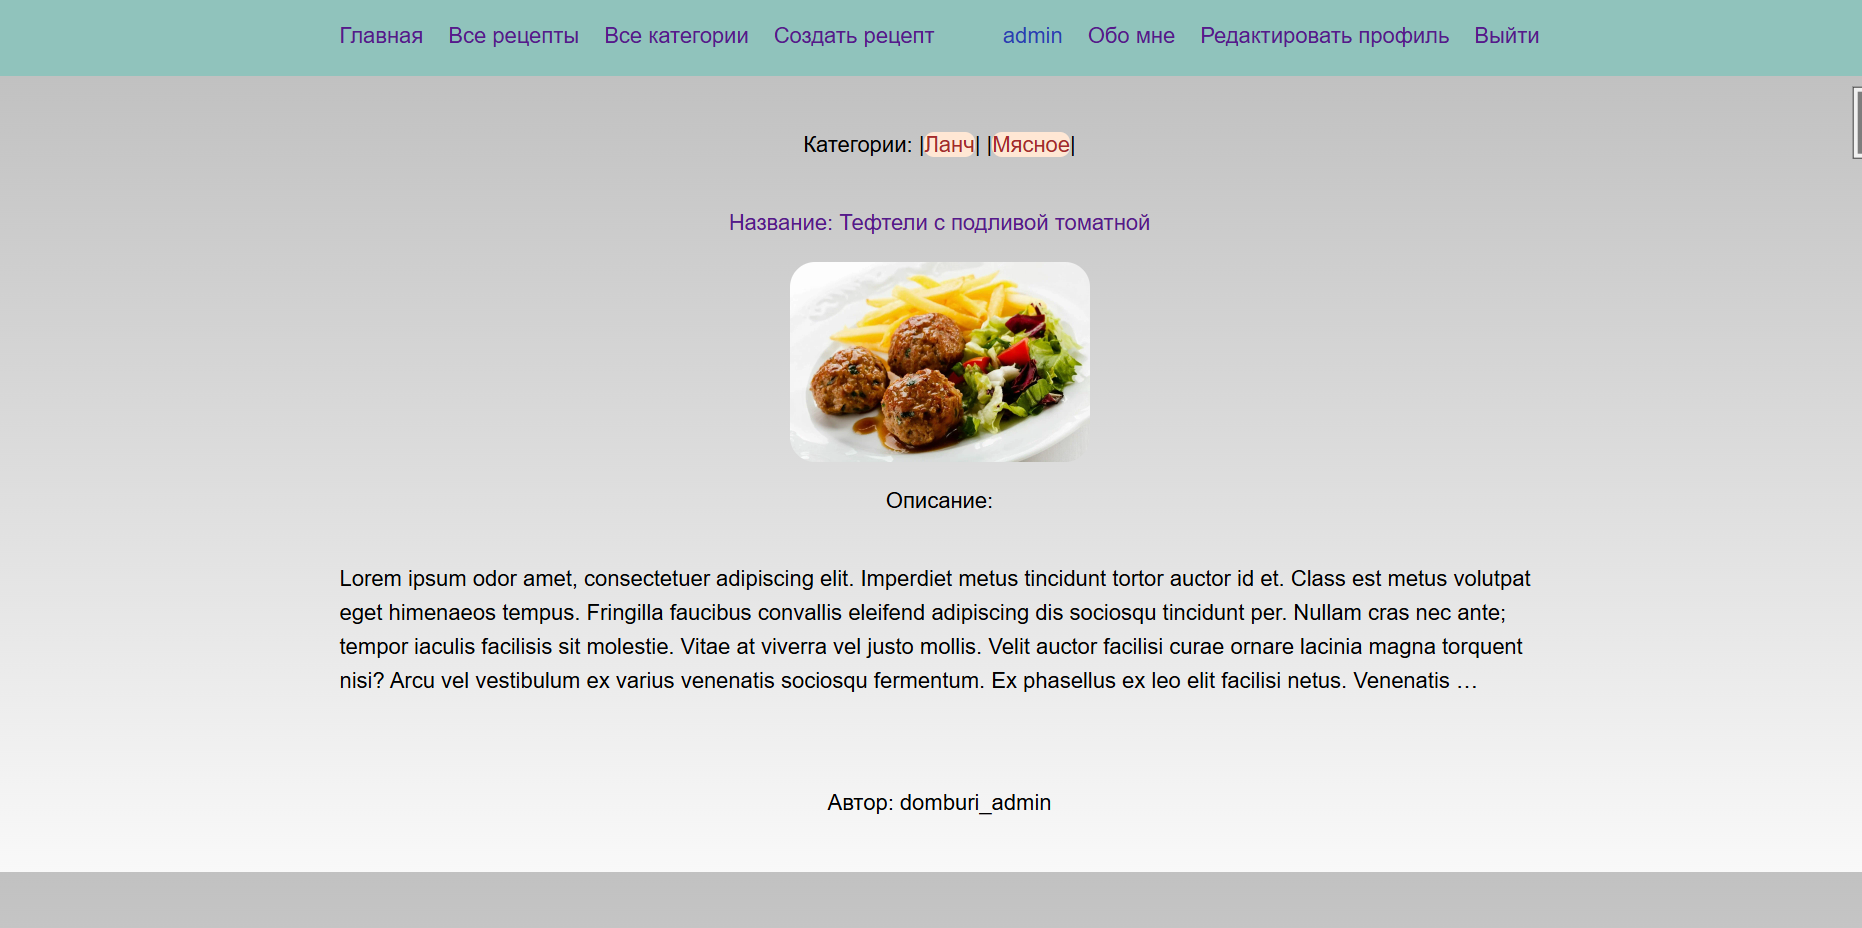 Главная Все рецепты Все категории Создать рецепт admin Обо мне Редактировать профиль Выйти
Категории: |Ланч| |Мясное|
Название: Тефтели с подливой томатной
Описание:
Lorem ipsum odor amet, consectetuer adipiscing elit. Imperdiet metus tincidunt tortor auctor id et. Class est metus volutpat
eget himenaeos tempus. Fringilla faucibus convallis eleifend adipiscing dis sociosqu tincidunt per. Nullam cras nec ante;
tempor iaculis facilisis sit molestie. Vitae at viverra vel justo mollis. Velit auctor facilisi curae ornare lacinia magna torquent
nisi? Arcu vel vestibulum ex varius venenatis sociosqu fermentum. Ex phasellus ex leo elit facilisi netus. Venenatis …
Автор: domburi_admin